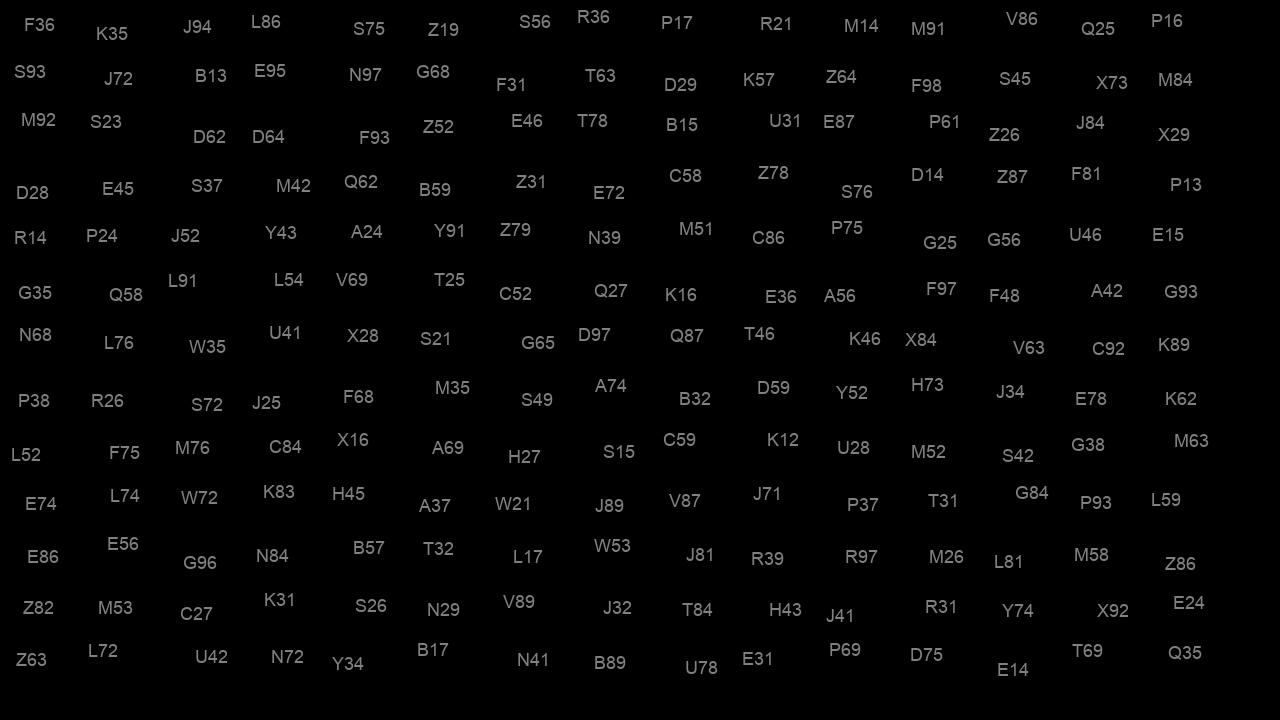 F36 K35 J94 L86 S75 Z19 S56 R36 P17 R21 M14 M91 V86 Q25 P16
S93 J72 B13 E95 N97 G68 F31 T63 D29 K57 Z64 F98 S45 X73 M84
M92 S23 D62 D64 F93 Z52 E46 T78 B15 U31 E87 P61 Z26 J84 X29
D28 E45 S37 M42 Q62 B59 Z31 E72 C58 Z78 S76 D14 Z87 F81 P13
R14 P24 J52 Y43 A24 Y91 Z79 N39 M51 C86 P75 G25 G56 U46 E15
G35 Q58 L91 L54 V69 T25 C52 Q27 K16 E36 A56 F97 F48 A42 G93
N68 L76 W35 U41 X28 S21 G65 D97 Q87 T46 K46 X84 V63 C92 K89
P38 R26 S72 J25 F68 M35 S49 A74 B32 D59 Y52 H73 J34 E78 K62
L52 F75 M76 C84 X16 A69 H27 S15 C59 K12 U28 M52 S42 G38 M63
E74 L74 W72 K83 H45 A37 W21 J89 V87 J71 P37 T31 G84 P93 L59
E86 E56 G96 N84 B57 T32 L17 W53 J81 R39 R97 M26 L81 M58 Z86
Z82 M53 C27 K31 S26 N29 V89 J32 T84 H43 J41 R31 Y74 X92 E24
Z63 L72 U42 N72 Y34 B17 N41 B89 U78 E31 P69 D75 E14 T69 Q35